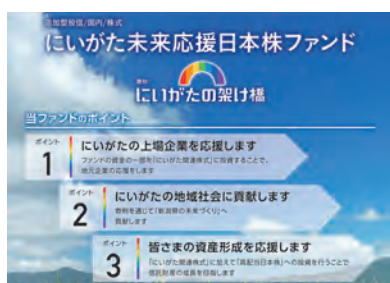 追加型投信/国内/株式
にいがた未来応援日本株ファンド
愛称
にいがたの架け橋
当ファンドのポイント
ポイント
1
にいがたの上場企業を応援します
ファンドの資金の一部を「にいがた関連株式」に投資することで、
地元企業の応援をします
ポイント
2
にいがたの地域社会に貢献します
寄附を通じて「新潟県の未来づくり」へ
貢献します
ポイント
3
皆さまの資産形成を応援します
「にいがた関連株式」に加えて「高配当日本株」への投資を行うことで
信託財産の成長を目指します